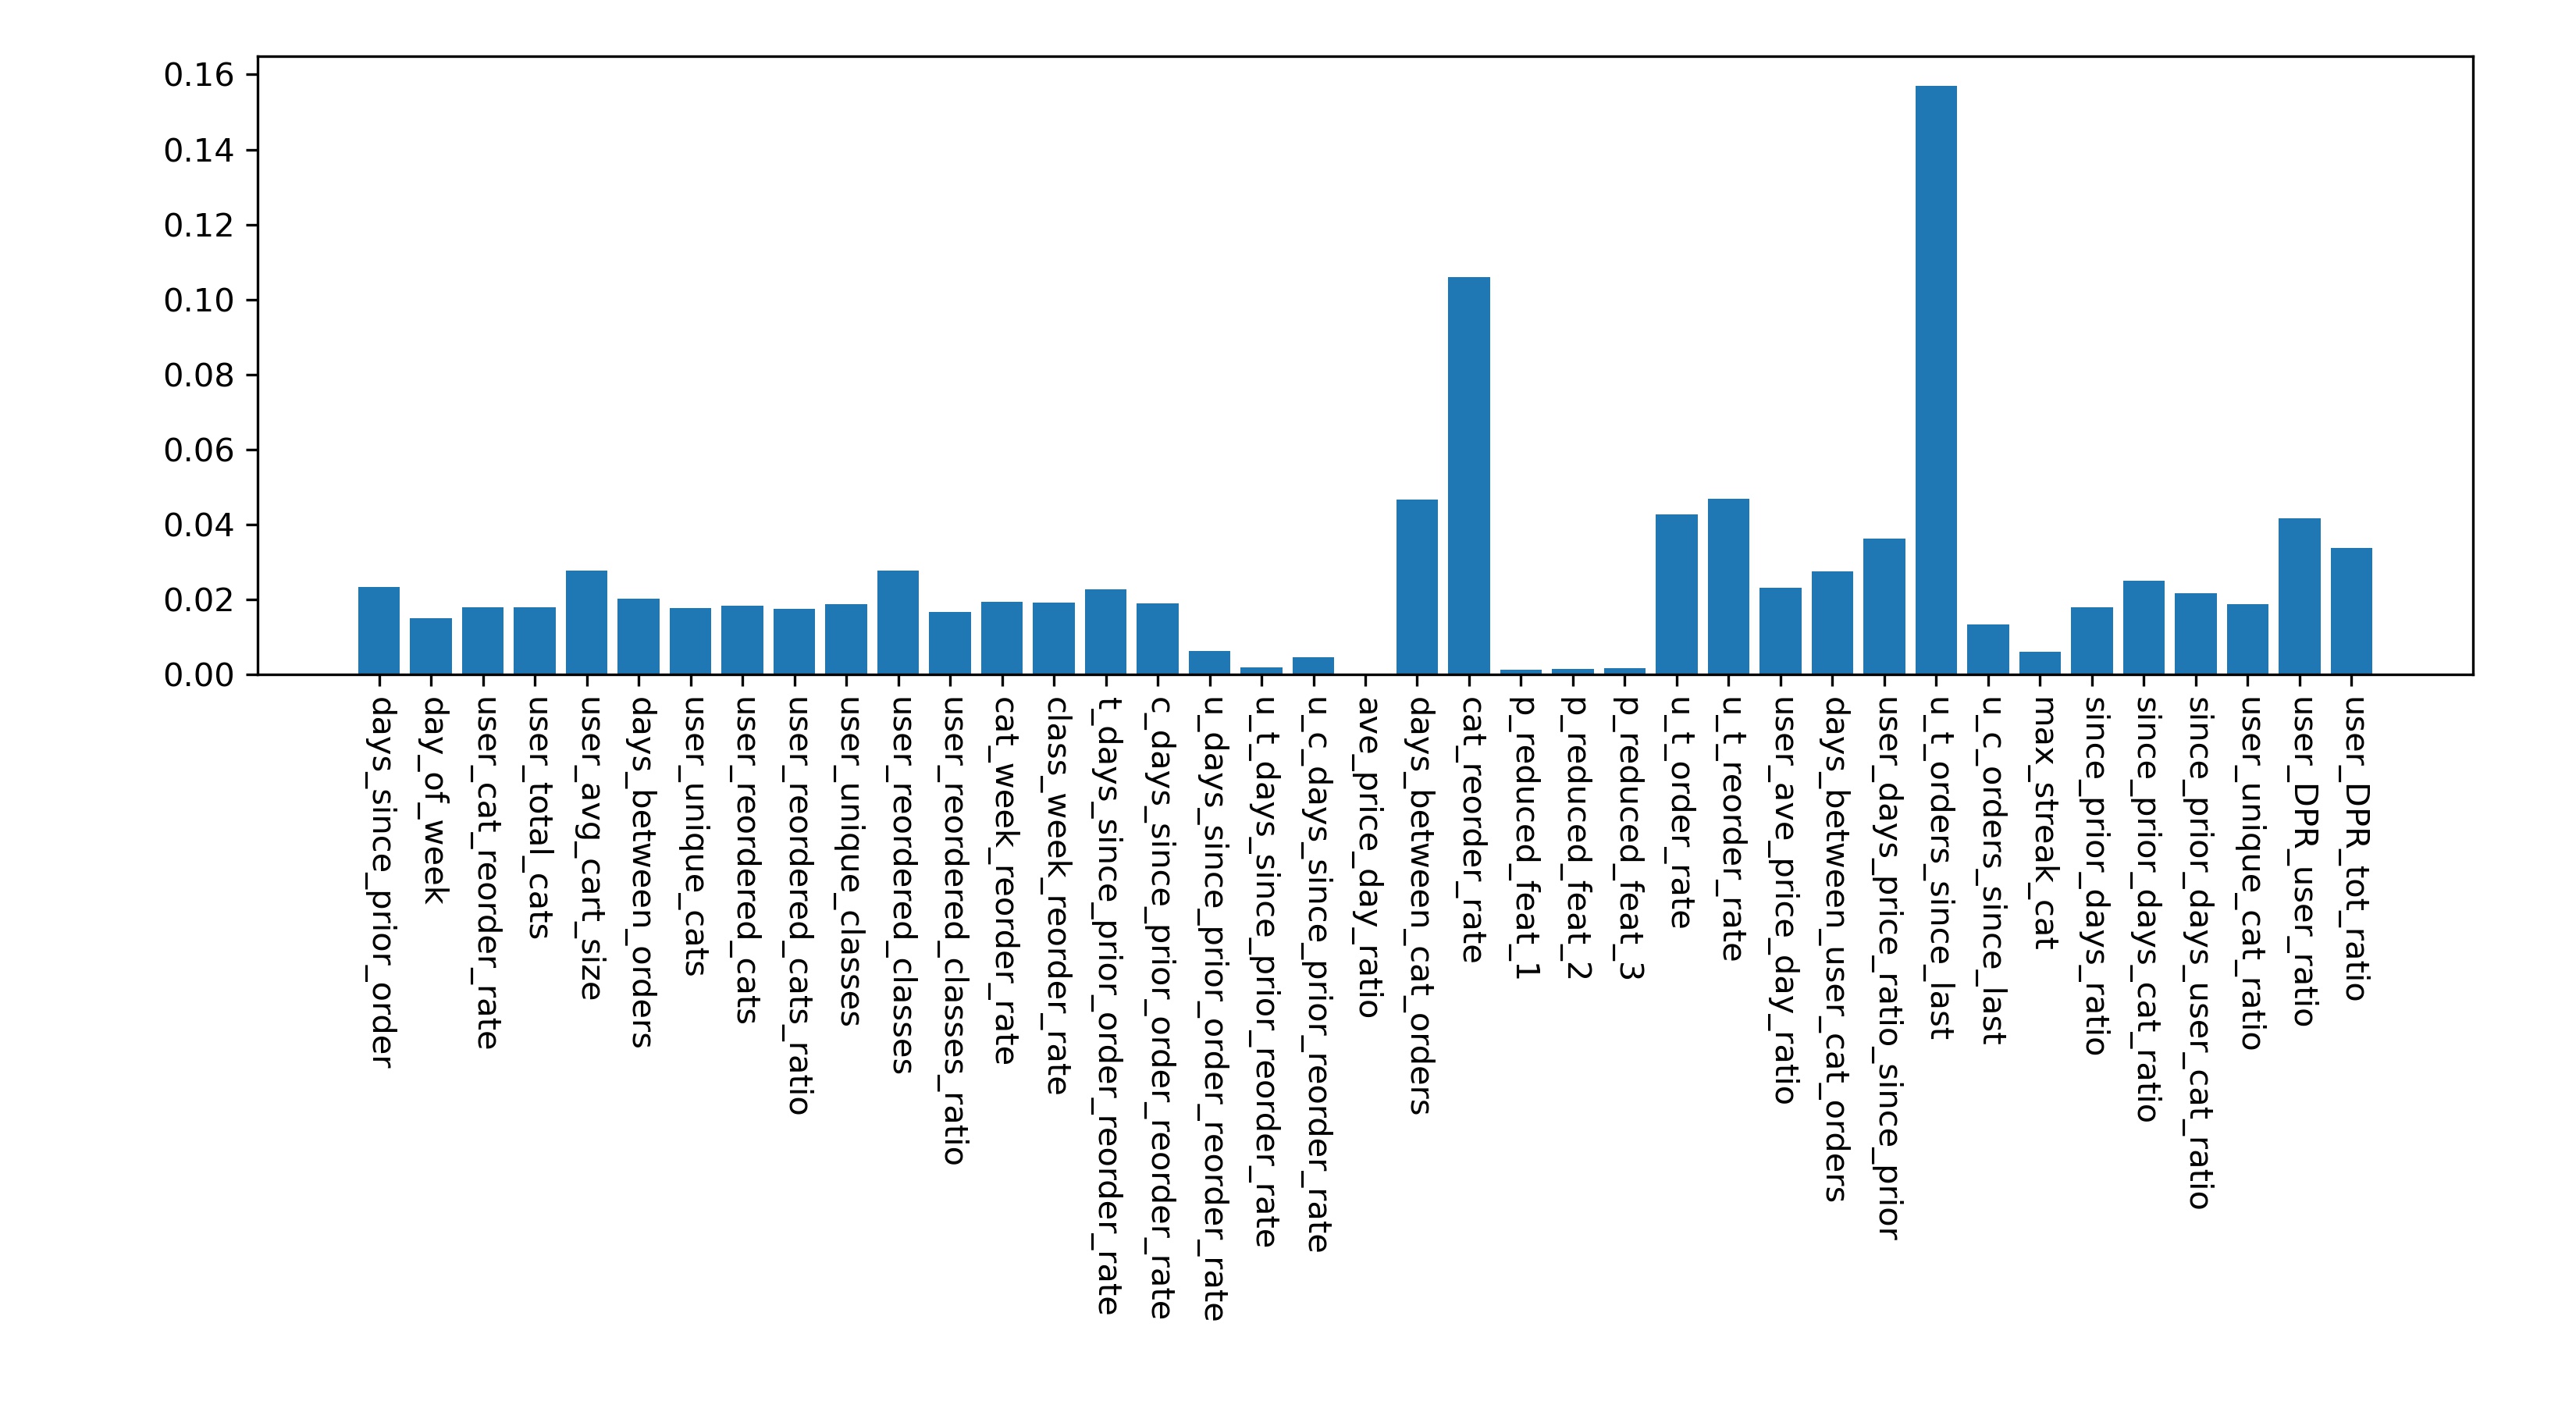 0.16
0.14
0.12
0.10
0.08
0.06
0.04
0.02
0.00
days_since_prior_order
day_of_week
user_cat_reorder_rate
user_total_cats
user_avg_cart_size
days_between_orders
user_unique_cats
user_reordered_cats
user_reordered_cats_ratio
user_unique_classes
user_reordered_classes
user_reordered_classes_ratio
cat_week_reorder_rate
class_week_reorder_rate
t_days_since_prior_order_reorder_rate
c_days_since_prior_order_reorder_rate
u_days_since_prior_order_reorder_rate
u_t_days_since_prior_reorder_rate
u_c_days_since_prior_reorder_rate
ave_price_day_ratio
days_between_cat_orders
cat_reorder_rate
p_reduced_feat_1
p_reduced_feat_2
p_reduced_feat_3
u_t_order_rate
u_t_reorder_rate
user_ave_price_day_ratio
days_between_user_cat_orders
user_days_price_ratio_since_prior
u_t_orders_since_last
u_c_orders_since_last
max_streak_cat
since_prior_days_ratio
since_prior_days_cat_ratio
since_prior_days_user_cat_ratio
user_unique_cat_ratio
user_DPR_user_ratio
user_DPR_tot_ratio